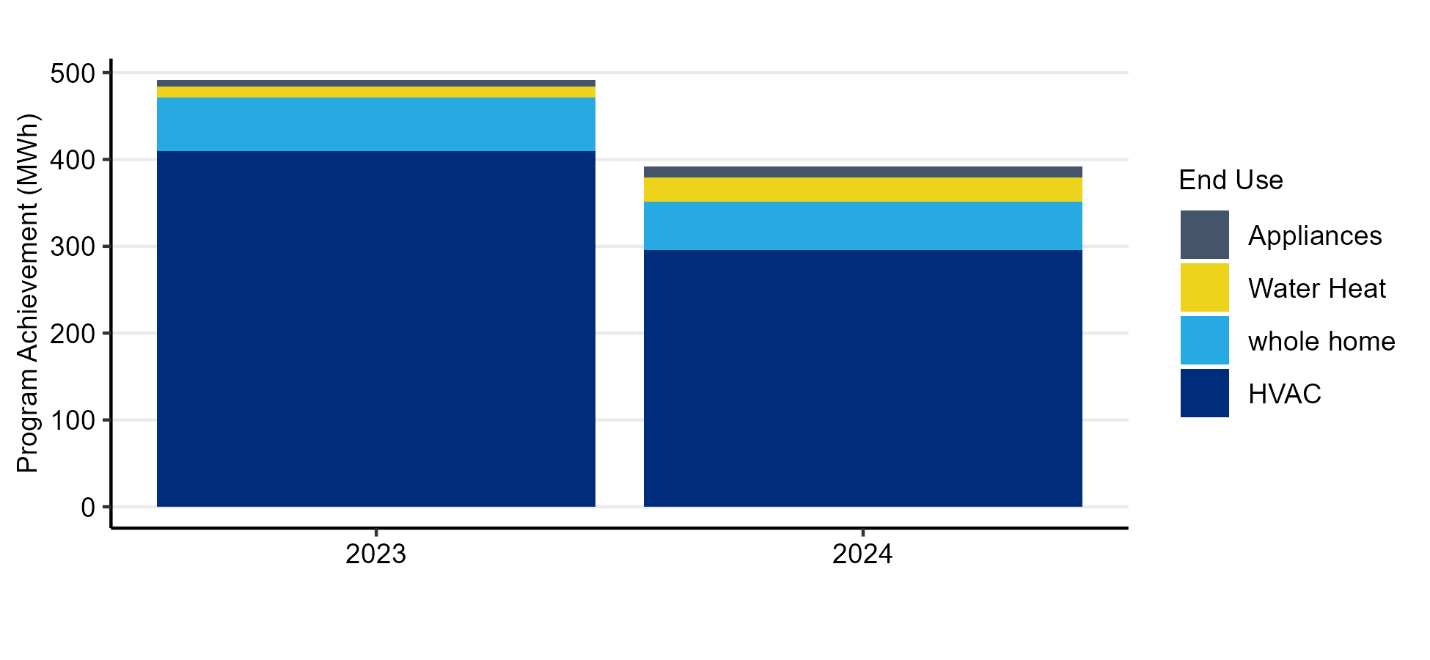 Program Achievement (MWh)
500
400
300
200
100
0
2023
2024
End Use
Appliances
Water Heat
whole home
HVAC